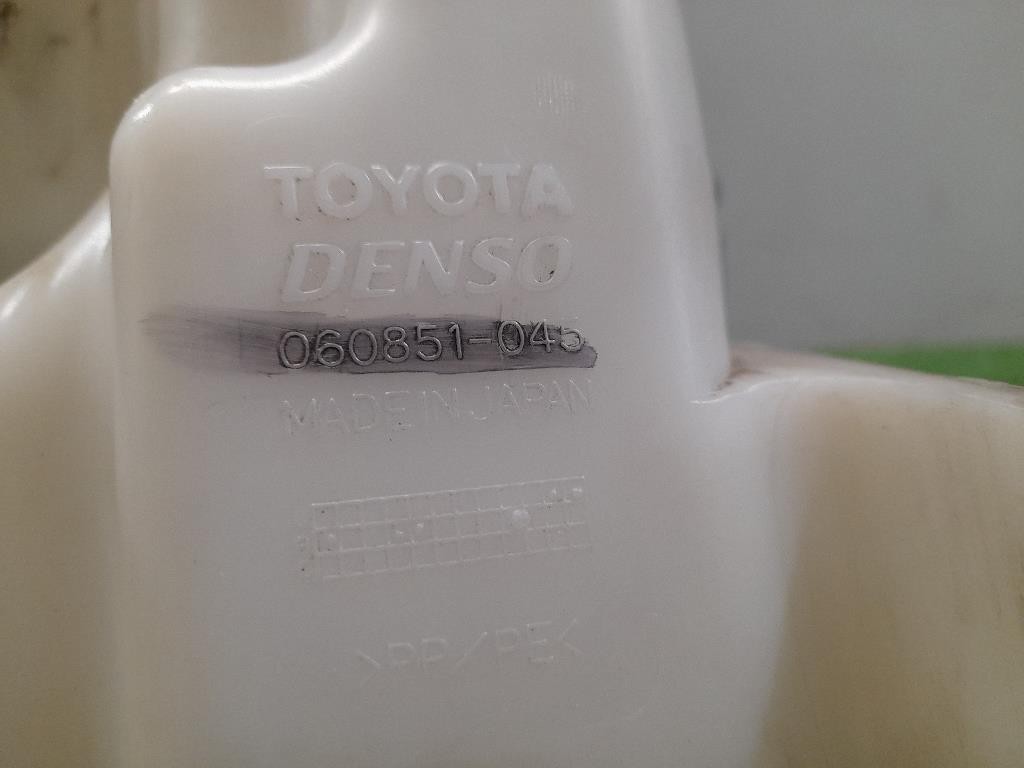 TOYOTA
DENSO
060851-045
MADE IN JAPAN
>PP/PE<